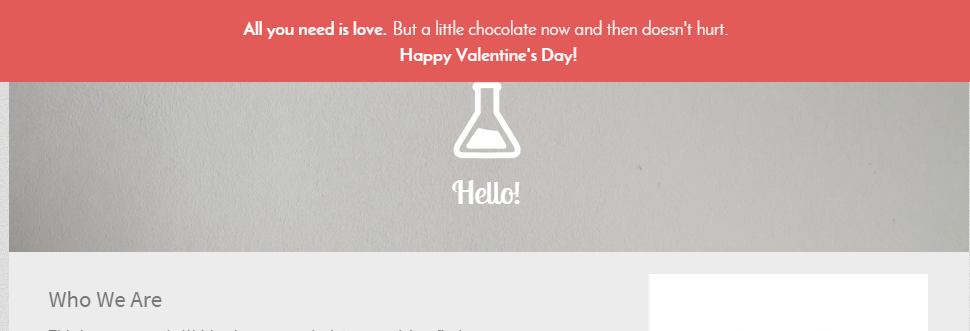 All you need is love. But a little chocolate now and then doesn't hurt.
Happy Valentine's Day!
Hello!
Who We Are